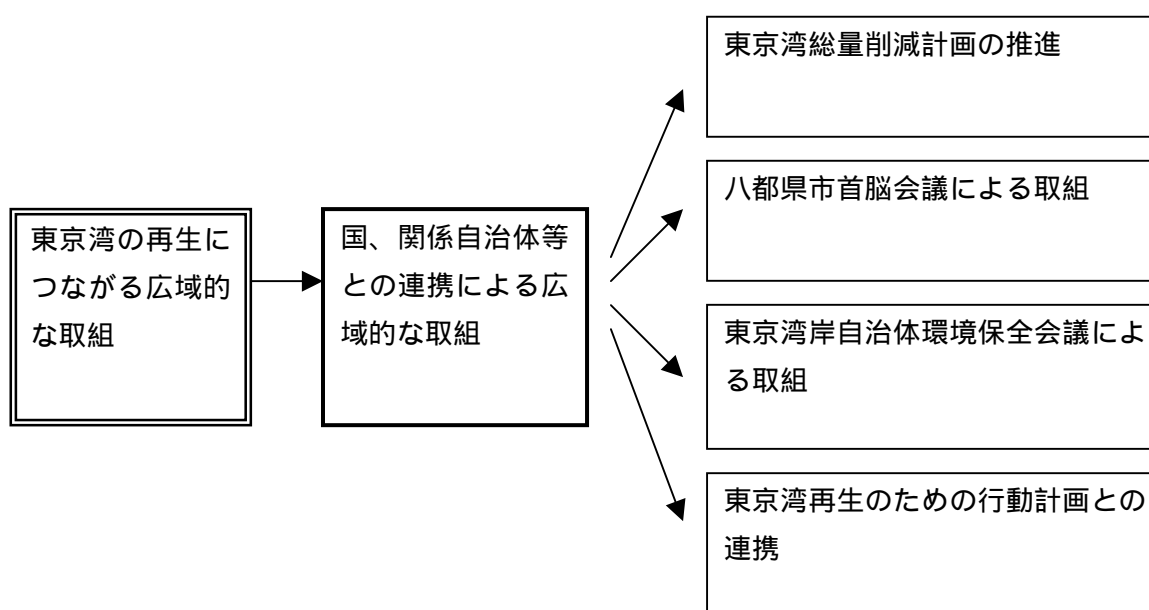 東京湾の再生に
つながる広域的
な取組
国、関係自治体等
との連携による広
域的な取組
東京湾総量削減計画の推進
八都県市首脳会議による取組
東京湾岸自治体環境保全会議によ
る取組
東京湾再生のための行動計画との
連携